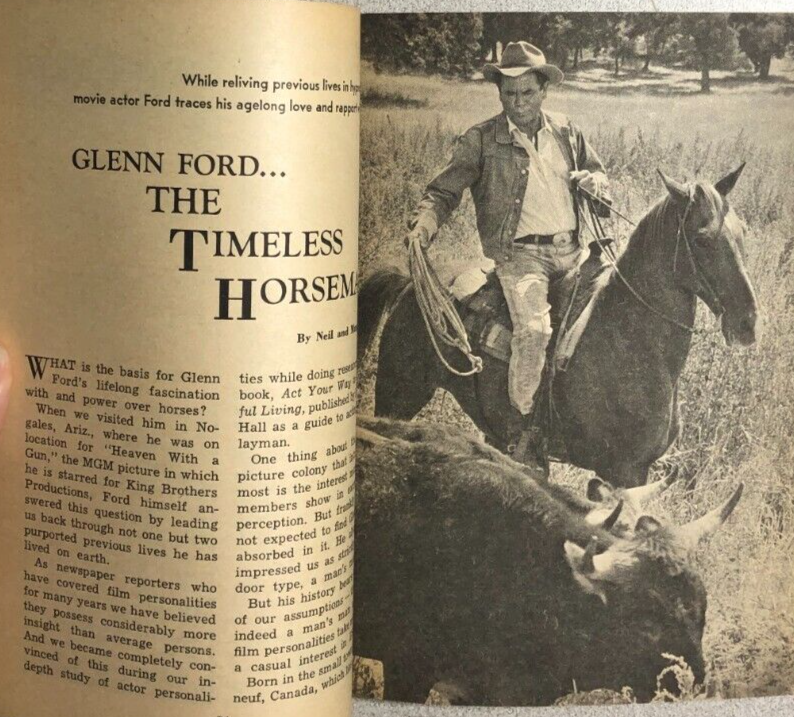 While reliving previous lives in
movie actor Ford traces his agelong love and
GLENN FORD...
THE
TIMELESS
HORSEM
By Neil and
WHAT is the basis for Glenn
Ford's lifelong fascination
with and power over horses?
When we visited him in No-
gales, Ariz., where he was on
location for "Heaven With a
Gun," the MGM picture in which
he is starred for King Brothers
Productions, Ford himself an-
swered this question by leading
us back through not one but two
purported previous lives he has
lived on earth.
As newspaper reporters who
have covered film personalities
for many years we have believed
they possess considerably more
insight than average persons.
And we became completely con-
vinced of this during our in-
depth study of actor personali-
ties while doing
book, Act Your Way
ful Living, published
Hall as a guide to
layman.
One thing about
picture colony that
most is the interest
members show in
perception. But
not expected to find
absorbed in it. He
impressed us as
door type, a man's
But his history
of our assumptions
indeed a man's
film personalities
a casual interest in
Born in the small
neuf, Canada, which